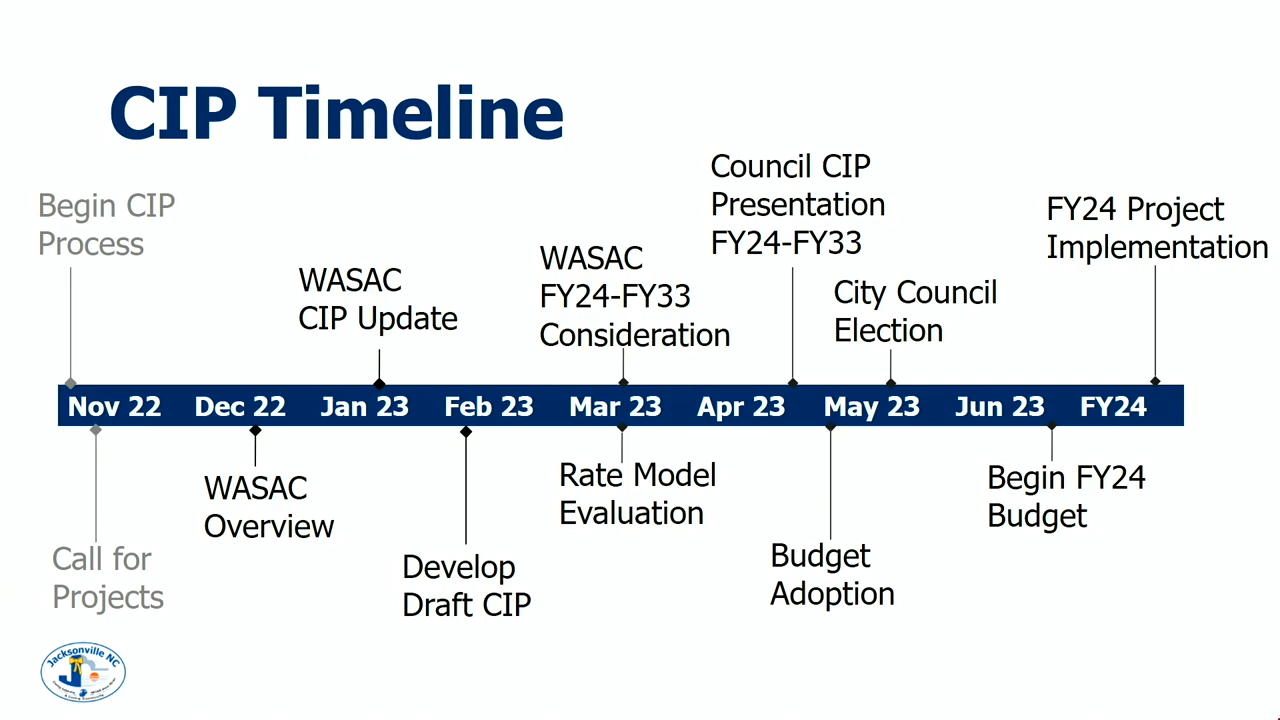 CIP Timeline
Begin CIP
Process
WASAC
CIP Update
WASAC
FY24-FY33
Consideration
Council CIP
Presentation
FY24-FY33
City Council
Election
FY24 Project
Implementation
Nov 22 Dec 22 Jan 23 Feb 23 Mar 23 Apr 23 May 23 Jun 23 FY24
Call for
Projects
WASAC
Overview
Develop
Draft CIP
Rate Model
Evaluation
Budget
Adoption
Begin FY24
Budget
Jacksonville NC